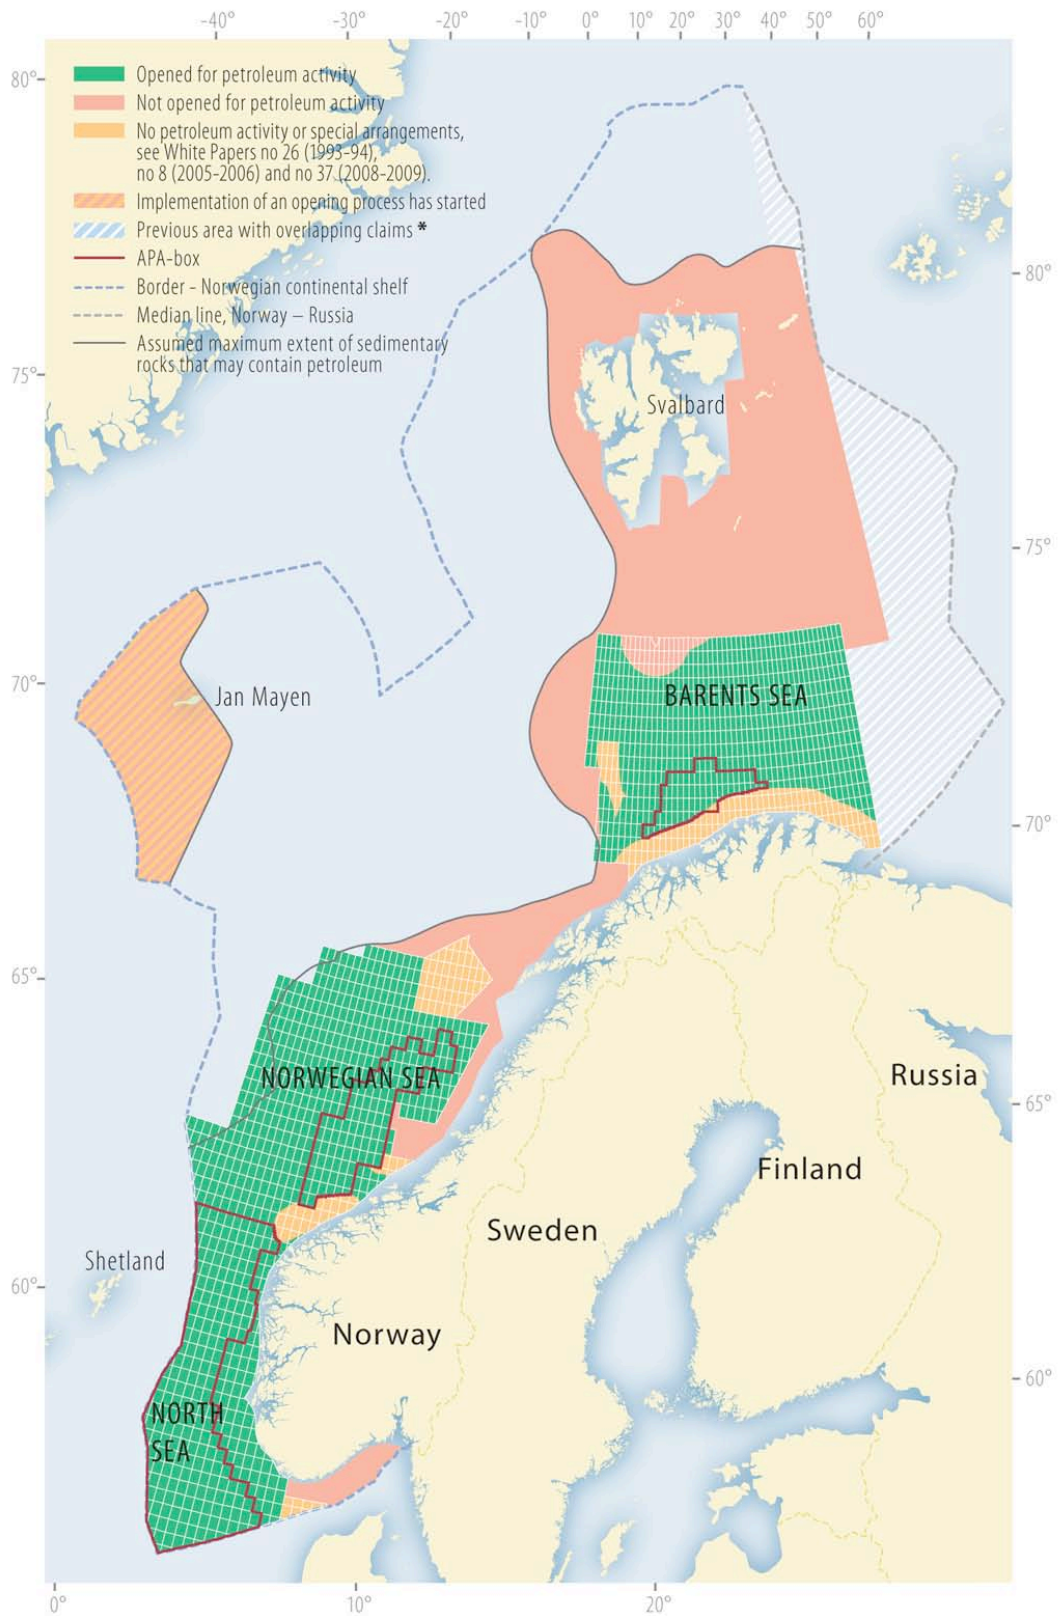 -40° -30° -20° -10° 0° 10° 20° 30° 40° 50° 60°
80°
Opened for petroleum activity
Not opened for petroleum activity
No petroleum activity or special arrangements,
see White Papers no 26 (1993-94),
no 8 (2005-2006) and no 37 (2008-2009).
Implementation of an opening process has started
Previous area with overlapping claims *
APA-box
Border - Norwegian continental shelf
Median line, Norway – Russia
Assumed maximum extent of sedimentary
rocks that may contain petroleum
80°
75°
Svalbard
75°
70°
Jan Mayen
BARENTS SEA
70°
65°
NORWEGIAN SEA
Russia
65°
Finland
Sweden
Shetland
60°
Norway
60°
NORTH
SEA
0° 10° 20°